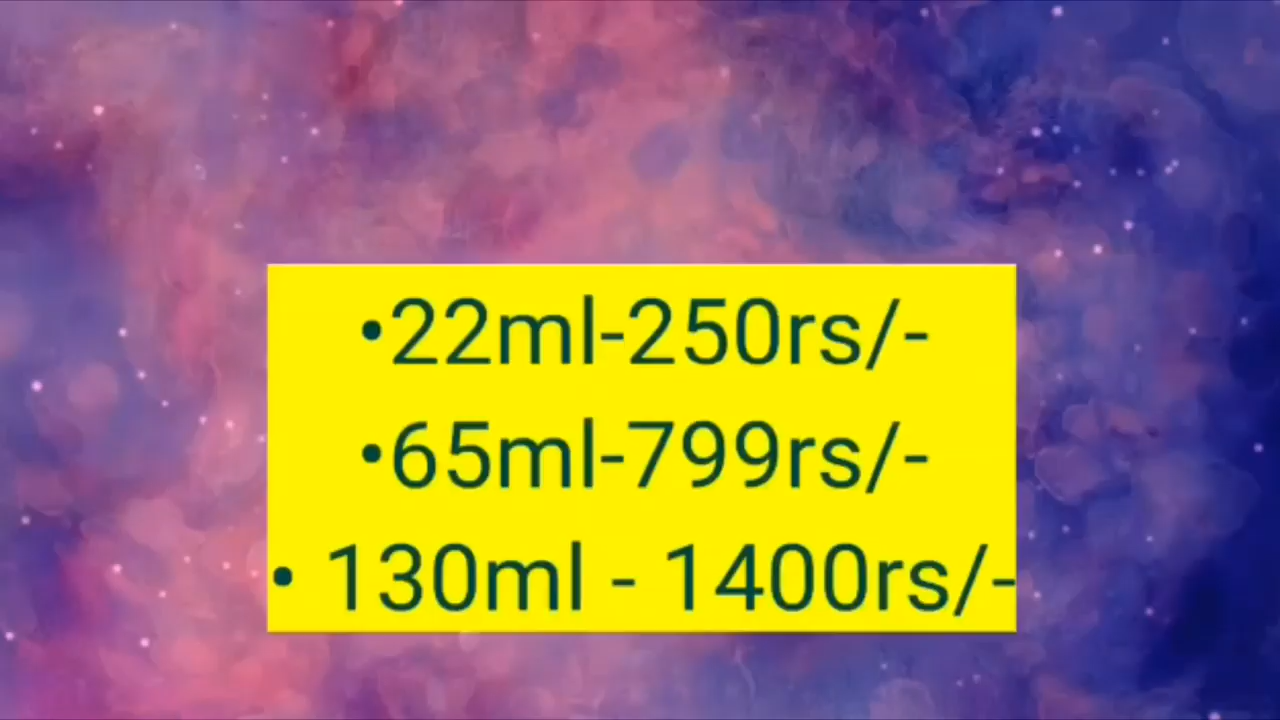 •22ml-250rs/-
•65ml-799rs/-
• 130ml - 1400rs/-